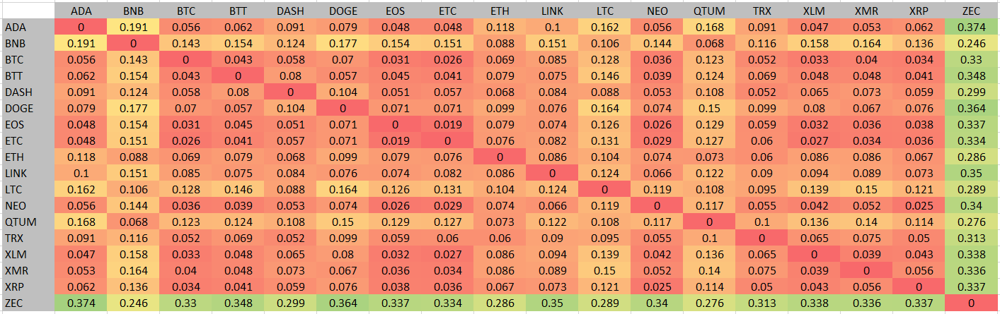 ADA BNB BTC BTT DASH DOGE EOS ETC ETH LINK LTC NEO QTUM TRX XLM XMR XRP ZEC
ADA 0 0.191 0.056 0.062 0.091 0.079 0.048 0.048 0.118 0.1 0.162 0.056 0.168 0.091 0.047 0.053 0.062 0.374
BNB 0.191 0 0.143 0.154 0.124 0.177 0.154 0.151 0.088 0.151 0.106 0.144 0.068 0.116 0.158 0.164 0.136 0.246
BTC 0.056 0.143 0 0.043 0.058 0.07 0.031 0.026 0.069 0.085 0.128 0.036 0.123 0.052 0.033 0.04 0.034 0.33
BTT 0.062 0.154 0.043 0 0.08 0.057 0.045 0.041 0.079 0.075 0.146 0.039 0.124 0.069 0.048 0.048 0.041 0.348
DASH 0.091 0.124 0.058 0.08 0 0.104 0.051 0.057 0.068 0.084 0.088 0.053 0.108 0.052 0.065 0.073 0.059 0.299
DOGE 0.079 0.177 0.07 0.057 0.104 0 0.071 0.071 0.099 0.076 0.164 0.074 0.15 0.099 0.08 0.067 0.076 0.364
EOS 0.048 0.154 0.031 0.045 0.051 0.071 0 0.019 0.079 0.074 0.126 0.026 0.129 0.059 0.032 0.036 0.038 0.337
ETC 0.048 0.151 0.026 0.041 0.057 0.071 0.019 0 0.076 0.082 0.131 0.029 0.127 0.06 0.027 0.034 0.036 0.334
ETH 0.118 0.088 0.069 0.079 0.068 0.099 0.079 0.076 0 0.086 0.104 0.074 0.073 0.06 0.086 0.086 0.067 0.286
LINK 0.1 0.151 0.085 0.075 0.084 0.076 0.074 0.082 0.086 0 0.124 0.066 0.122 0.09 0.094 0.089 0.073 0.35
LTC 0.162 0.106 0.128 0.146 0.088 0.164 0.126 0.131 0.104 0.124 0 0.119 0.108 0.095 0.139 0.15 0.121 0.289
NEO 0.056 0.144 0.036 0.039 0.053 0.074 0.026 0.029 0.074 0.066 0.119 0 0.117 0.055 0.042 0.052 0.025 0.34
QTUM 0.168 0.068 0.123 0.124 0.108 0.15 0.129 0.127 0.073 0.122 0.108 0.117 0 0.1 0.136 0.14 0.114 0.276
TRX 0.091 0.116 0.052 0.069 0.052 0.099 0.059 0.06 0.06 0.09 0.095 0.055 0.1 0 0.065 0.075 0.05 0.313
XLM 0.047 0.158 0.033 0.048 0.065 0.08 0.032 0.027 0.086 0.094 0.139 0.042 0.136 0.065 0 0.039 0.043 0.338
XMR 0.053 0.164 0.04 0.048 0.073 0.067 0.036 0.034 0.086 0.089 0.15 0.052 0.14 0.075 0.039 0 0.056 0.336
XRP 0.062 0.136 0.034 0.041 0.059 0.076 0.038 0.036 0.067 0.073 0.121 0.025 0.114 0.05 0.043 0.056 0 0.337
ZEC 0.374 0.246 0.33 0.348 0.299 0.364 0.337 0.334 0.286 0.35 0.289 0.34 0.276 0.313 0.338 0.336 0.337 0